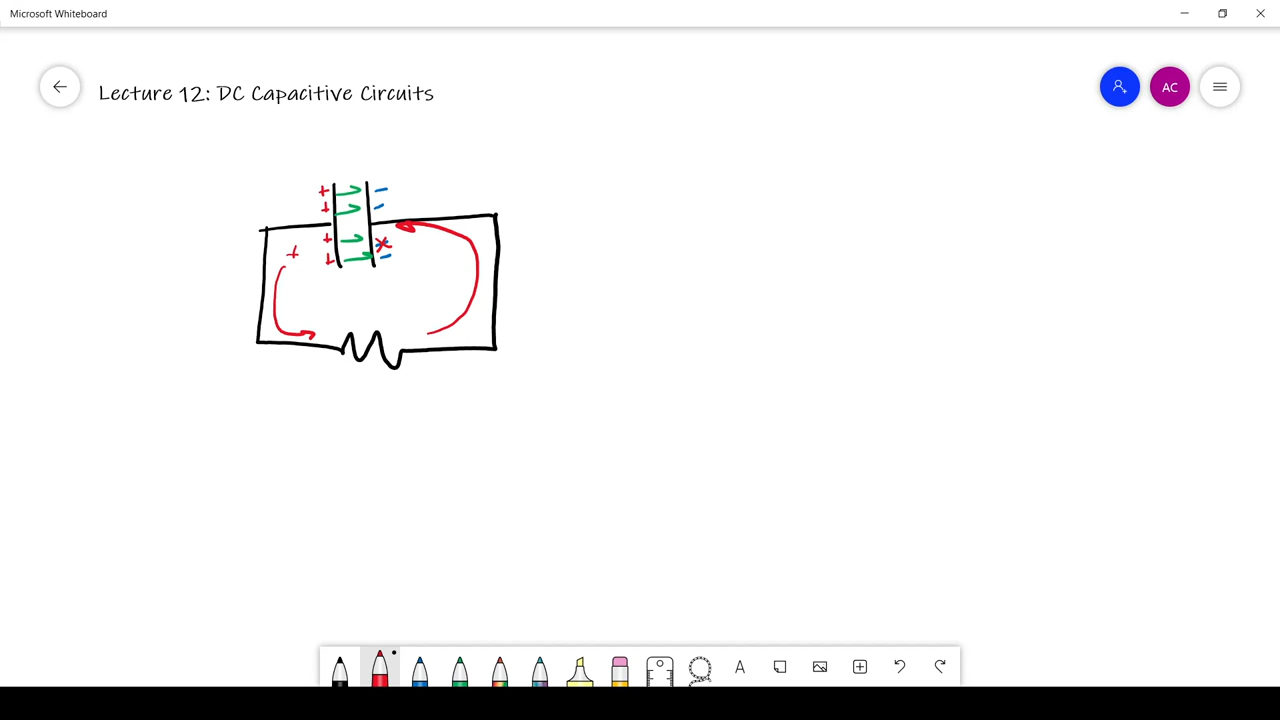 Microsoft Whiteboard
Lecture 12: DC Capacitive Circuits
AC
+ -
+ -
+
+
+ -
A